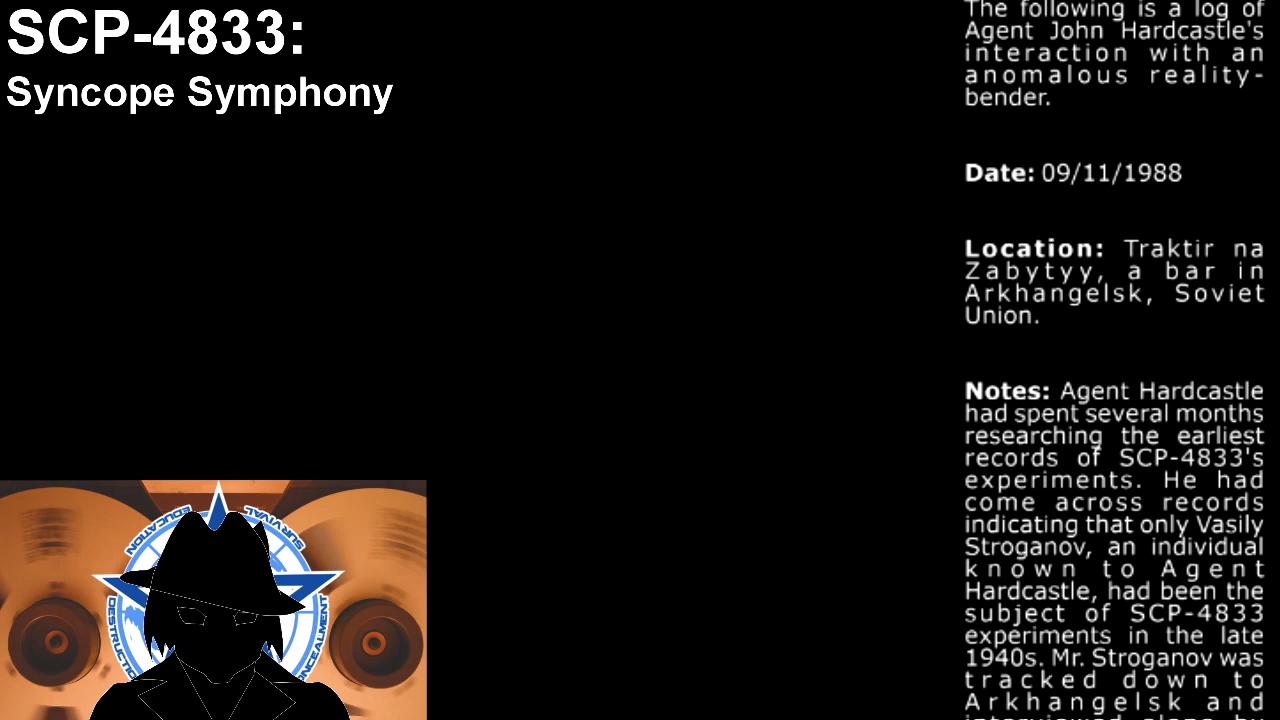 SCP-4833:
Syncope Symphony
The following is a log of
Agent John Hardcastle's
interaction with an
anomalous reality-
bender.
Date: 09/11/1988
Location: Traktir na
Zabytyy, a bar in
Arkhangelsk, Soviet
Union.
Notes: Agent Hardcastle
had spent several months
researching the earliest
records of SCP-4833's
experiments. He had
come across records
indicating that only Vasily
Stroganov, an individual
known to Agent
Hardcastle, had been the
subject of SCP-4833
experiments in the late
1940s. Mr. Stroganov was
tracked down to
Arkhangelsk and
EDUCATION
SURVIVAL